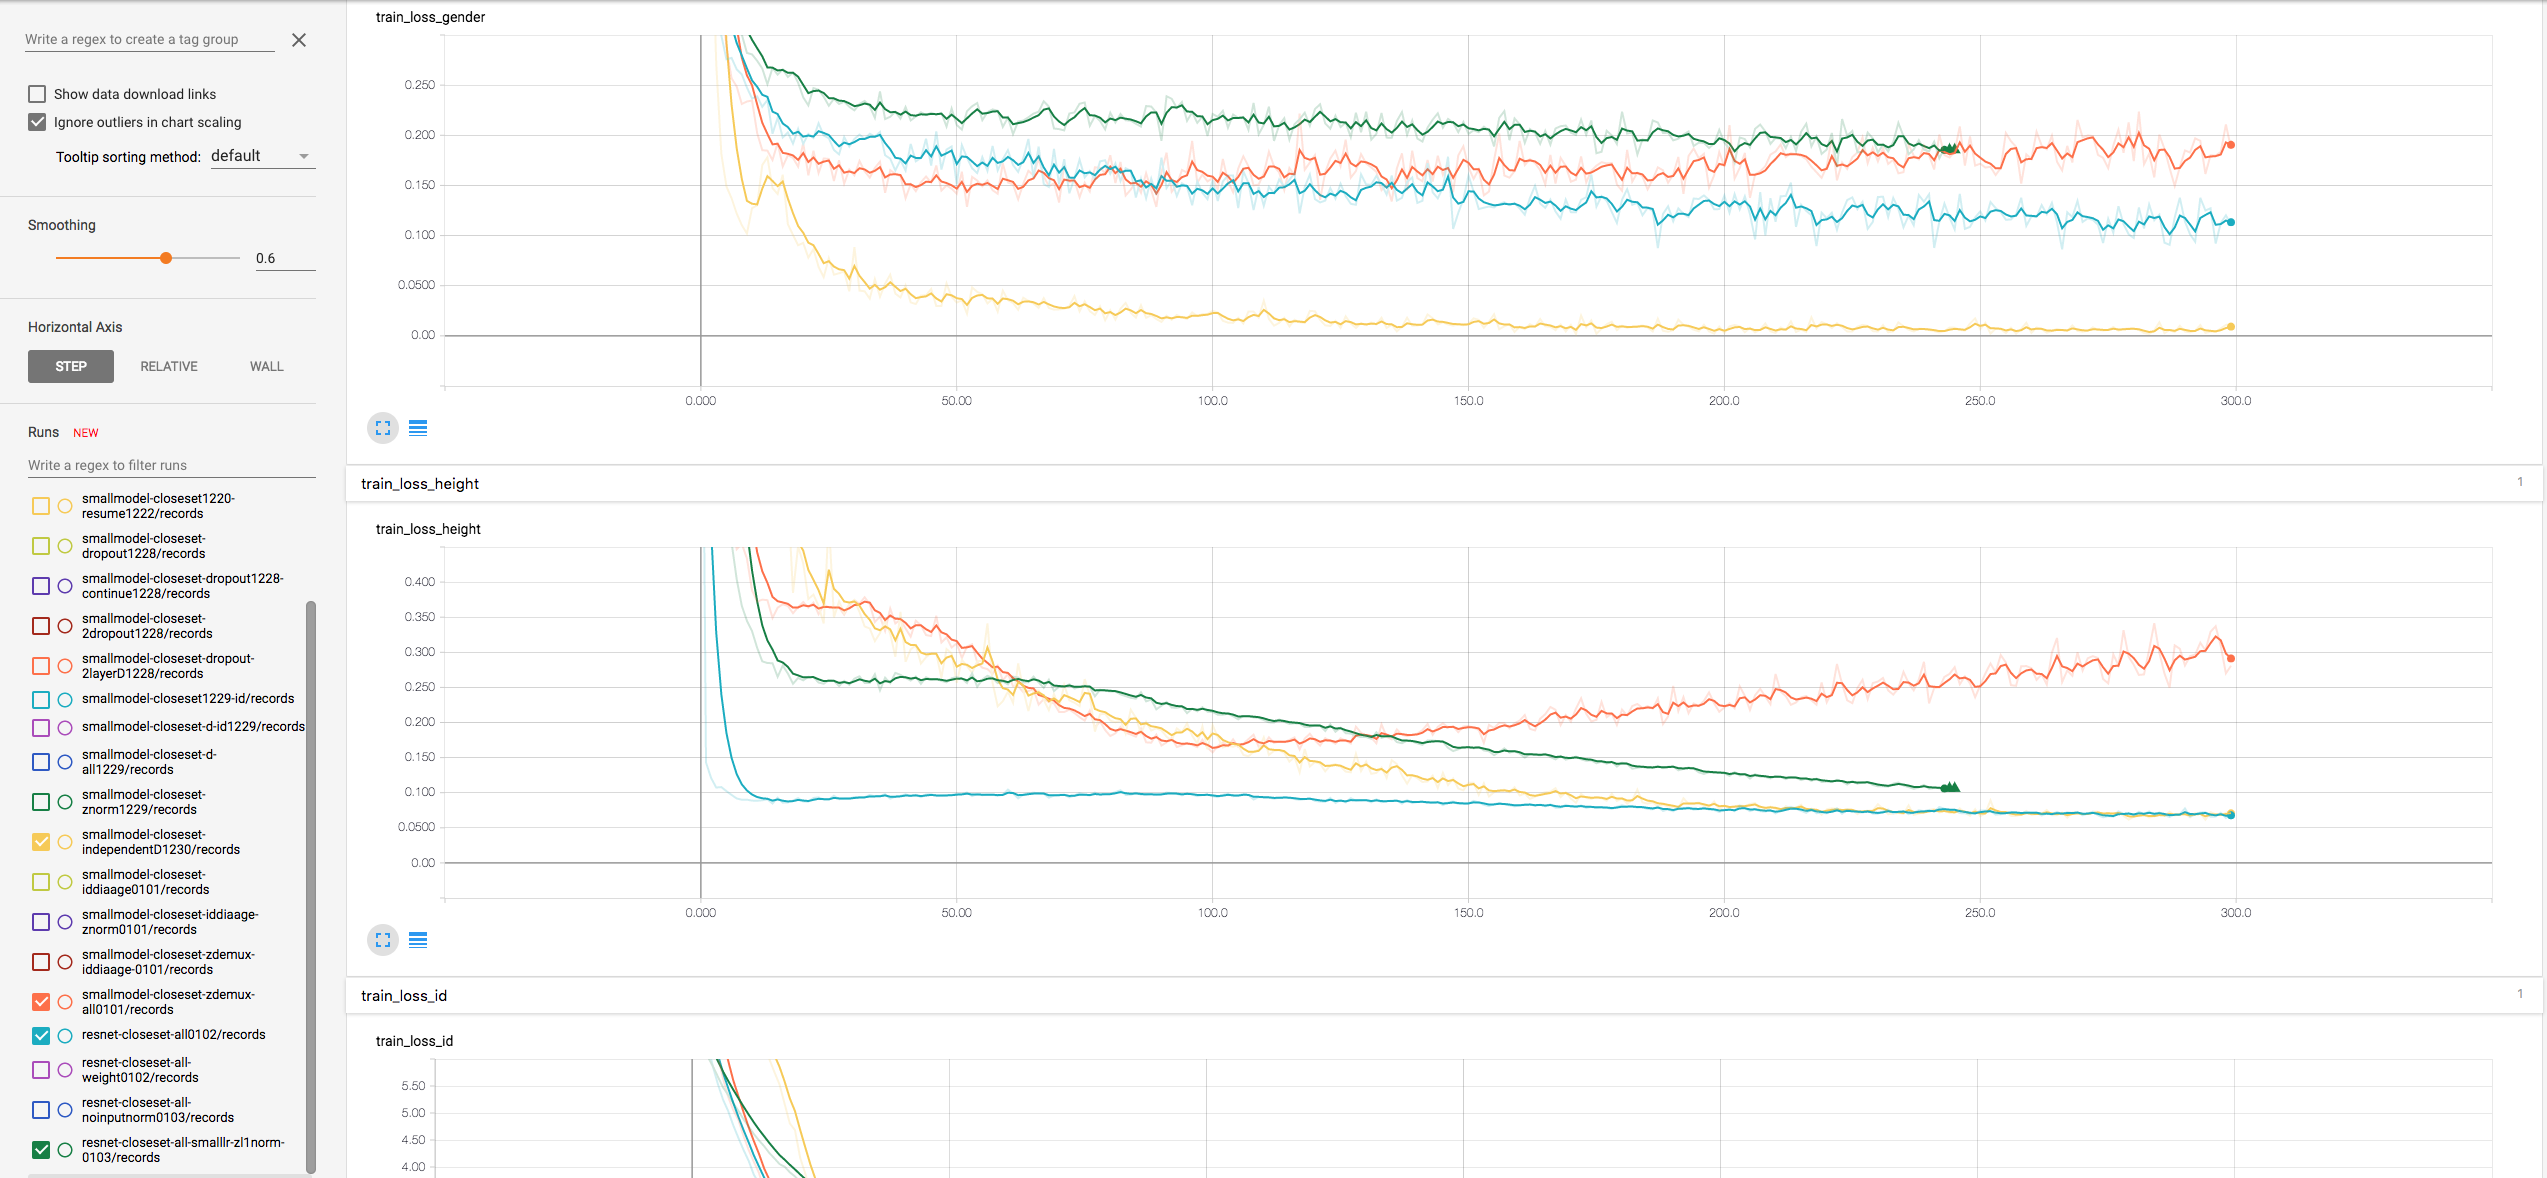 Write a regex to create a tag group
Show data download links
Ignore outliers in chart scaling
Tooltip sorting method: default
Smoothing
0.6
Horizontal Axis
STEP RELATIVE WALL
Runs NEW
Write a regex to filter runs
smallmodel-closeset1220-
resume1222/records
smallmodel-closeset-
dropout1228/records
smallmodel-closeset-dropout1228-
continue1228/records
smallmodel-closeset-
2dropout1228/records
smallmodel-closeset-dropout-
2layerD1228/records
smallmodel-closeset1229-id/records
smallmodel-closeset-d-id1229/records
smallmodel-closeset-d-
all1229/records
smallmodel-closeset-
znorm1229/records
smallmodel-closeset-
independentD1230/records
smallmodel-closeset-
iddiaage0101/records
smallmodel-closeset-iddiaage-
znorm0101/records
smallmodel-closeset-zdemux-
iddiaage-0101/records
smallmodel-closeset-zdemux-
all0101/records
resnet-closeset-all0102/records
resnet-closeset-all-
weight0102/records
resnet-closeset-all-
noinputnorm0103/records
resnet-closeset-all-smalllr-zl1norm-
0103/records
train_loss_gender
0.250
0.200
0.150
0.100
0.0500
0.00
0.000 50.00 100.0 150.0 200.0 250.0 300.0
train_loss_height 1
train_loss_height
0.400
0.350
0.300
0.250
0.200
0.150
0.100
0.0500
0.00
0.000 50.00 100.0 150.0 200.0 250.0 300.0
train_loss_id 1
train_loss_id
5.50
5.00
4.50
4.00